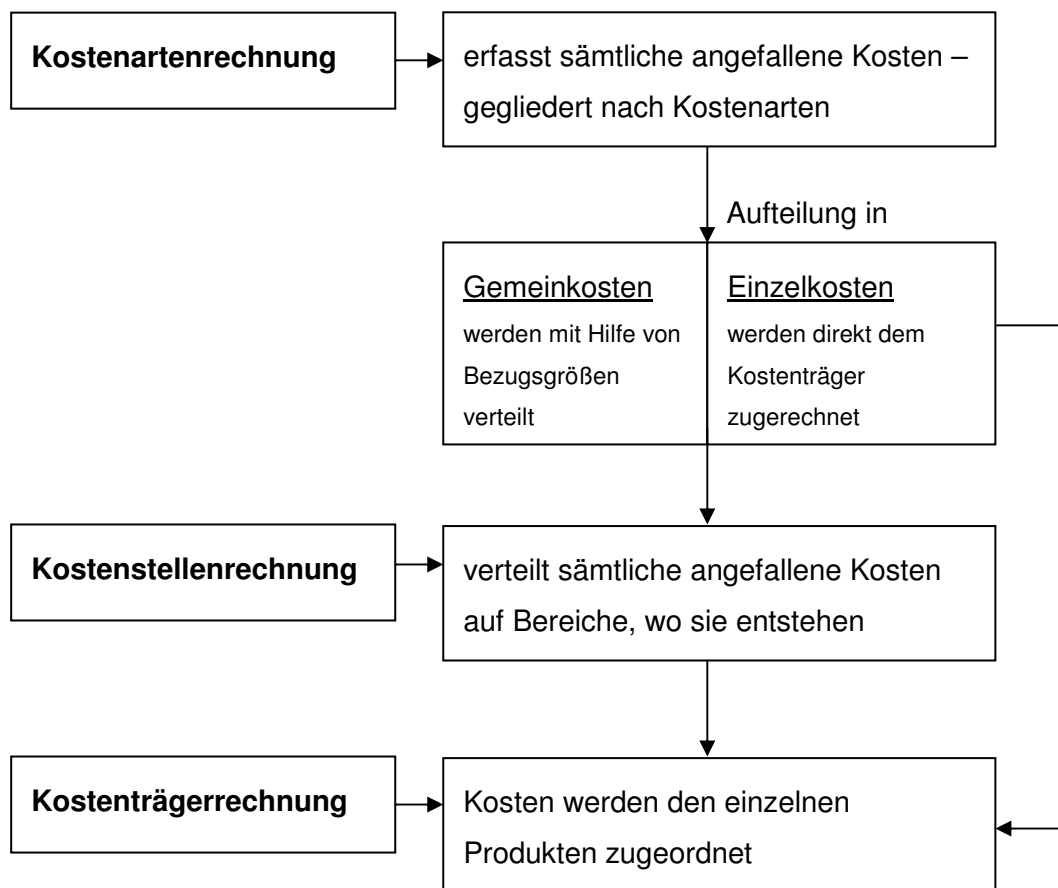 Kostenartenrechnung
erfasst sämtliche angefallene Kosten –
gegliedert nach Kostenarten
Aufteilung in
Gemeinkosten
werden mit Hilfe von
Bezugsgrößen
verteilt
Einzelkosten
werden direkt dem
Kostenträger
zugerechnet
Kostenstellenrechnung
verteilt sämtliche angefallene Kosten
auf Bereiche, wo sie entstehen
Kostenträgerrechnung
Kosten werden den einzelnen
Produkten zugeordnet